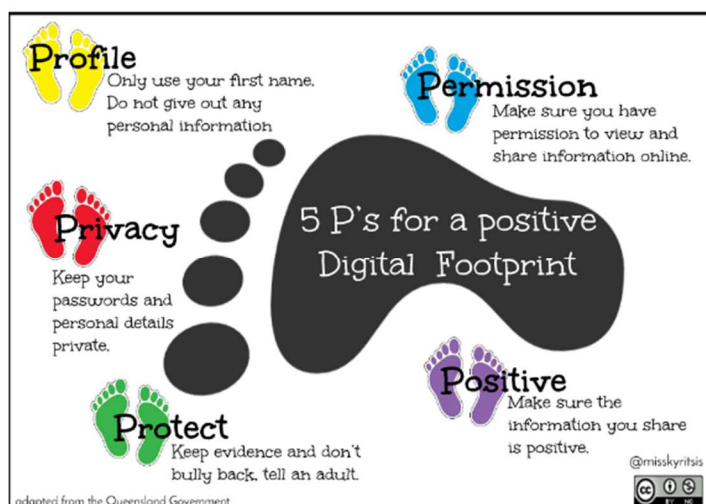 Profile
Only use your first name.
Do not give out any
personal information
Permission
Make sure you have
permission to view and
share information online.
5 P's for a positive
Digital Footprint
Privacy
Keep your
passwords and
personal details
private.
Positive
Make sure the
information you share
is positive.
Protect
Keep evidence and don't
bully back, tell an adult.
@misskyritsis
adapted from the Queensland Government
cc
BY NC